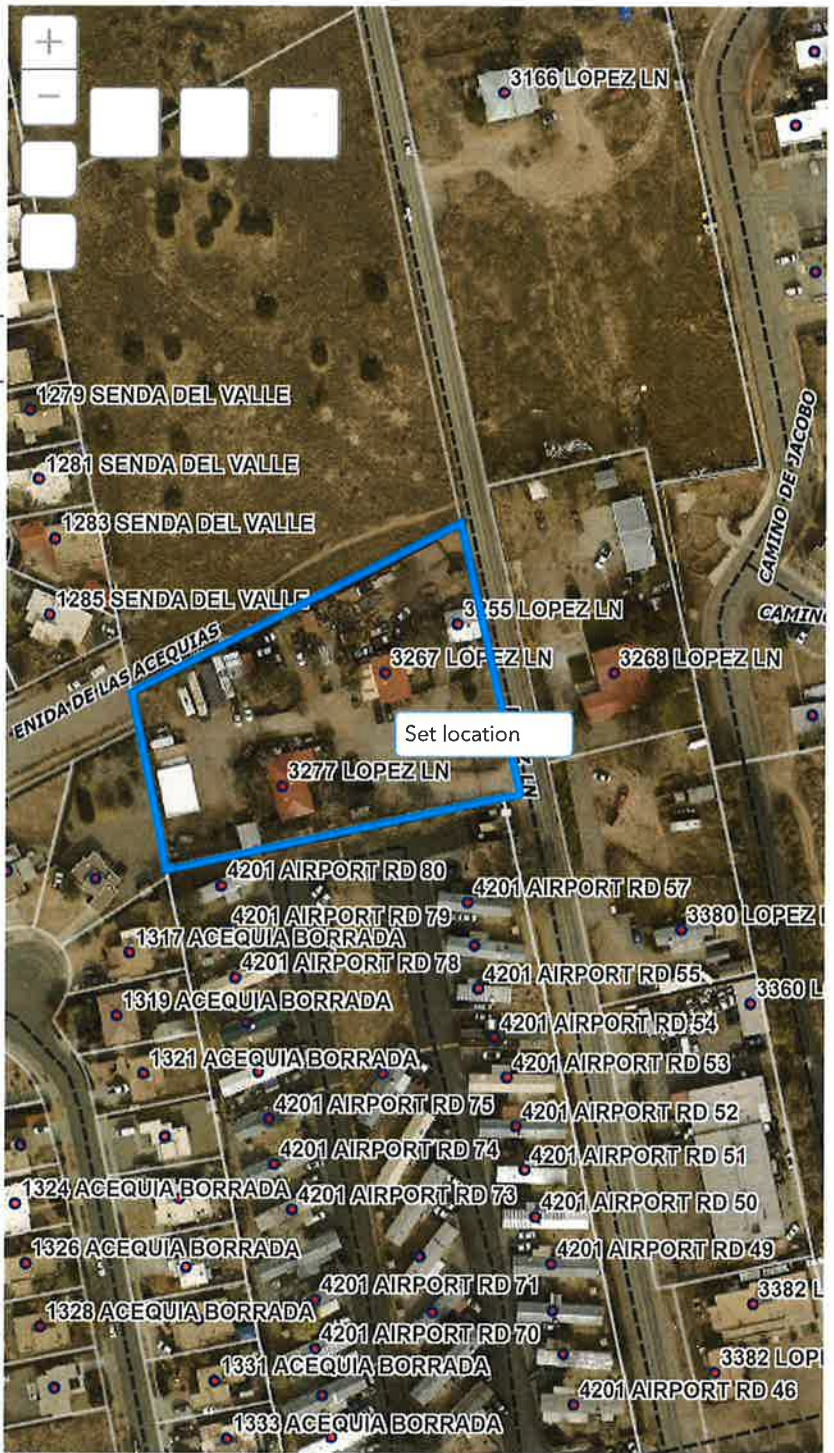 +
−
3166 LOPEZ LN
1279 SENDA DEL VALLE
CAMINO DE JACOBO
1281 SENDA DEL VALLE
1283 SENDA DEL VALLE
1285 SENDA DEL VALLE
3255 LOPEZ LN
CAMINO
ENIDA DE LAS ACEQUIAS
3267 LOPEZ LN
3268 LOPEZ LN
Set location
LN
3277 LOPEZ LN
4201 AIRPORT RD 80
4201 AIRPORT RD 57
4201 AIRPORT RD 79
3380 LOPEZ
1317 ACEQUIA BORRADA
4201 AIRPORT RD 78
4201 AIRPORT RD 55
3360 L
1319 ACEQUIA BORRADA
4201 AIRPORT RD 54
1321 ACEQUIA BORRADA
4201 AIRPORT RD 53
4201 AIRPORT RD 75
4201 AIRPORT RD 52
4201 AIRPORT RD 74
4201 AIRPORT RD 51
1324 ACEQUIA BORRADA
4201 AIRPORT RD 73
4201 AIRPORT RD 50
1326 ACEQUIA BORRADA
4201 AIRPORT RD 49
4201 AIRPORT RD 71
3382 L
1328 ACEQUIA BORRADA
4201 AIRPORT RD 70
1331 ACEQUIA BORRADA
3382 LOP
4201 AIRPORT RD 46
1333 ACEQUIA BORRADA